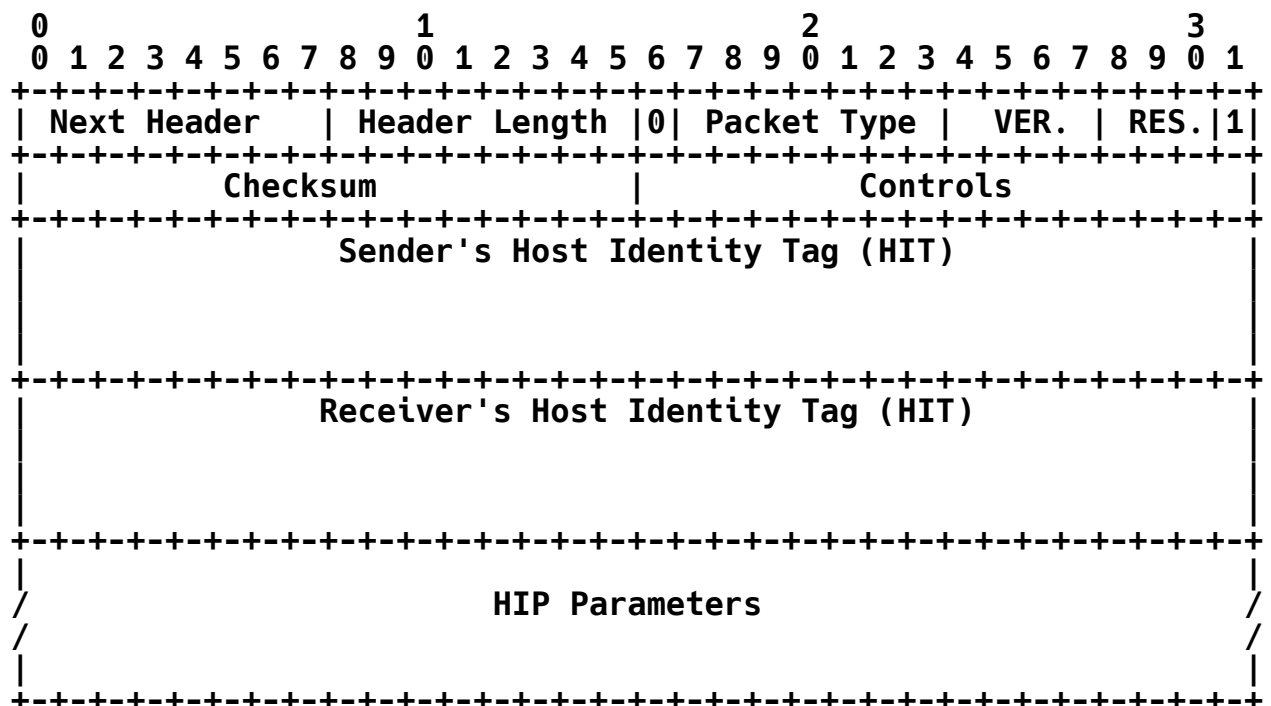 0                   1                   2                   3
 0 1 2 3 4 5 6 7 8 9 0 1 2 3 4 5 6 7 8 9 0 1 2 3 4 5 6 7 8 9 0 1
+-+-+-+-+-+-+-+-+-+-+-+-+-+-+-+-+-+-+-+-+-+-+-+-+-+-+-+-+-+-+-+-+
| Next Header   | Header Length |0| Packet Type |  VER. | RES.|1|
+-+-+-+-+-+-+-+-+-+-+-+-+-+-+-+-+-+-+-+-+-+-+-+-+-+-+-+-+-+-+-+-+
|          Checksum             |           Controls            |
+-+-+-+-+-+-+-+-+-+-+-+-+-+-+-+-+-+-+-+-+-+-+-+-+-+-+-+-+-+-+-+-+
|                Sender's Host Identity Tag (HIT)               |
|                                                               |
|                                                               |
|                                                               |
+-+-+-+-+-+-+-+-+-+-+-+-+-+-+-+-+-+-+-+-+-+-+-+-+-+-+-+-+-+-+-+-+
|               Receiver's Host Identity Tag (HIT)              |
|                                                               |
|                                                               |
|                                                               |
+-+-+-+-+-+-+-+-+-+-+-+-+-+-+-+-+-+-+-+-+-+-+-+-+-+-+-+-+-+-+-+-+
|                                                               |
/                        HIP Parameters                         /
/                                                               /
|                                                               |
+-+-+-+-+-+-+-+-+-+-+-+-+-+-+-+-+-+-+-+-+-+-+-+-+-+-+-+-+-+-+-+-+